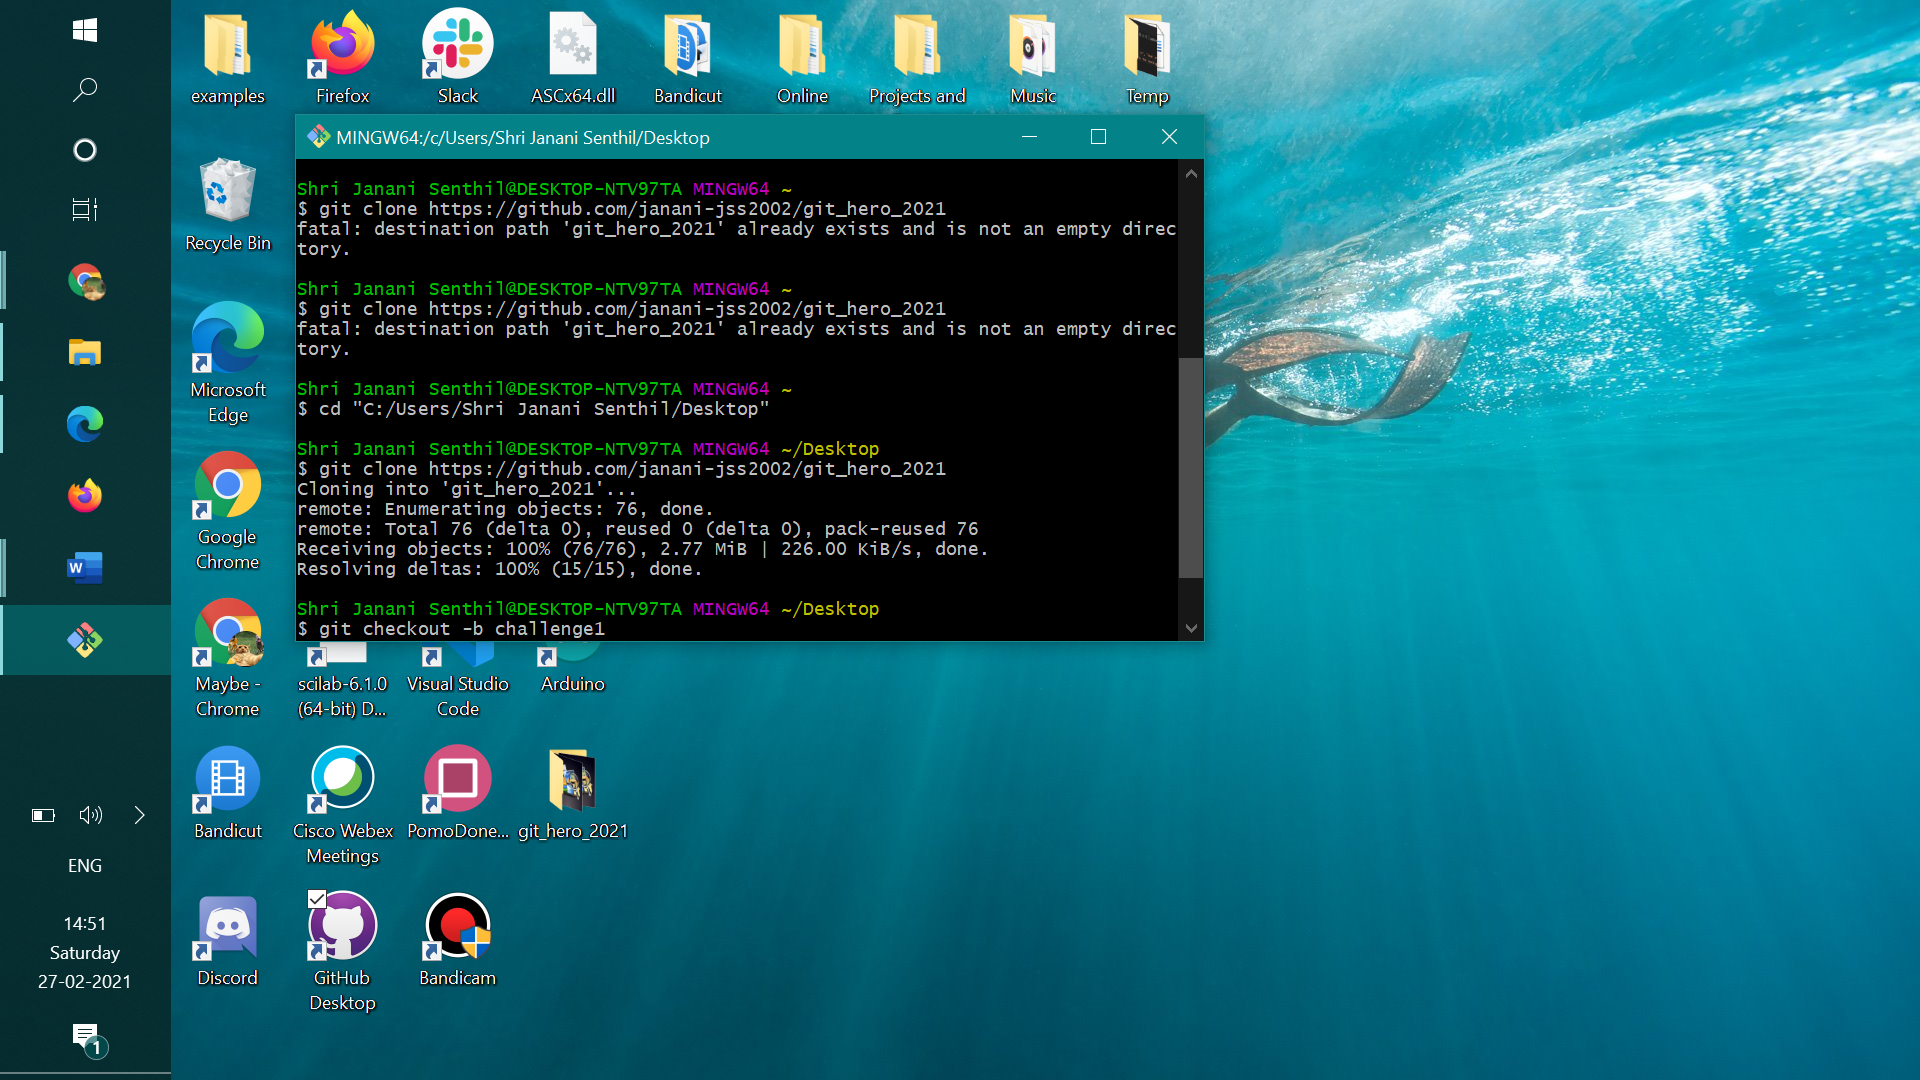 examples
Firefox
Slack
ASCx64.dll
Bandicut
Online
Projects and
Music
Temp
MINGW64:/c/Users/Shri Janani Senthil/Desktop
Shri Janani Senthil@DESKTOP-NTV97TA MINGW64 ~
$ git clone https://github.com/janani-jss2002/git_hero_2021
fatal: destination path 'git_hero_2021' already exists and is not an empty direc
tory.
Shri Janani Senthil@DESKTOP-NTV97TA MINGW64 ~
$ git clone https://github.com/janani-jss2002/git_hero_2021
fatal: destination path 'git_hero_2021' already exists and is not an empty direc
tory.
Shri Janani Senthil@DESKTOP-NTV97TA MINGW64 ~
$ cd "C:/Users/Shri Janani Senthil/Desktop"
Shri Janani Senthil@DESKTOP-NTV97TA MINGW64 ~/Desktop
$ git clone https://github.com/janani-jss2002/git_hero_2021
Cloning into 'git_hero_2021'...
remote: Enumerating objects: 76, done.
remote: Total 76 (delta 0), reused 0 (delta 0), pack-reused 76
Receiving objects: 100% (76/76), 2.77 MiB | 226.00 KiB/s, done.
Resolving deltas: 100% (15/15), done.
Shri Janani Senthil@DESKTOP-NTV97TA MINGW64 ~/Desktop
$ git checkout -b challenge1
Recycle Bin
Microsoft
Edge
Google
Chrome
W
Maybe -
Chrome
scilab-6.1.0
(64-bit) D...
Visual Studio
Code
Arduino
Bandicut
Cisco Webex
Meetings
PomoDone...
git_hero_2021
Discord
GitHub
Desktop
Bandicam
ENG
14:51
Saturday
27-02-2021
1